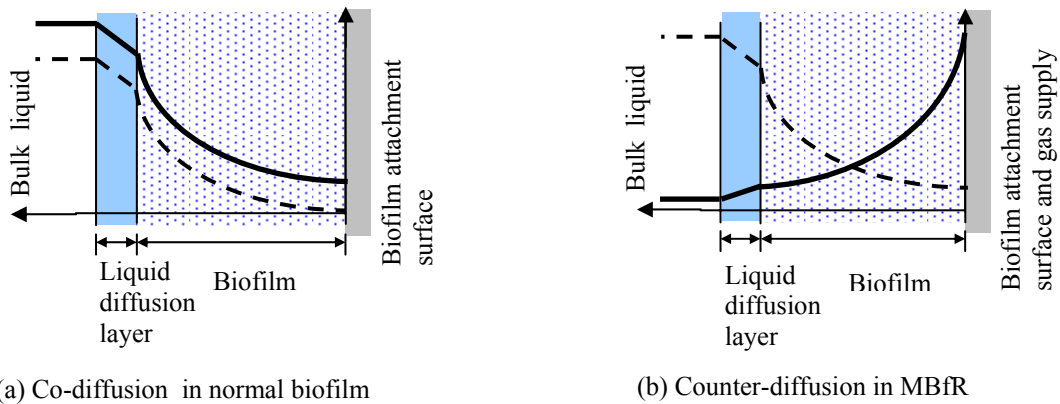 Bulk liquid
Liquid
diffusion
layer
Biofilm
Biofilm attachment
surface
(a) Co-diffusion in normal biofilm
Bulk liquid
Liquid
diffusion
layer
Biofilm
Biofilm attachment
surface and gas supply
(b) Counter-diffusion in MBfR